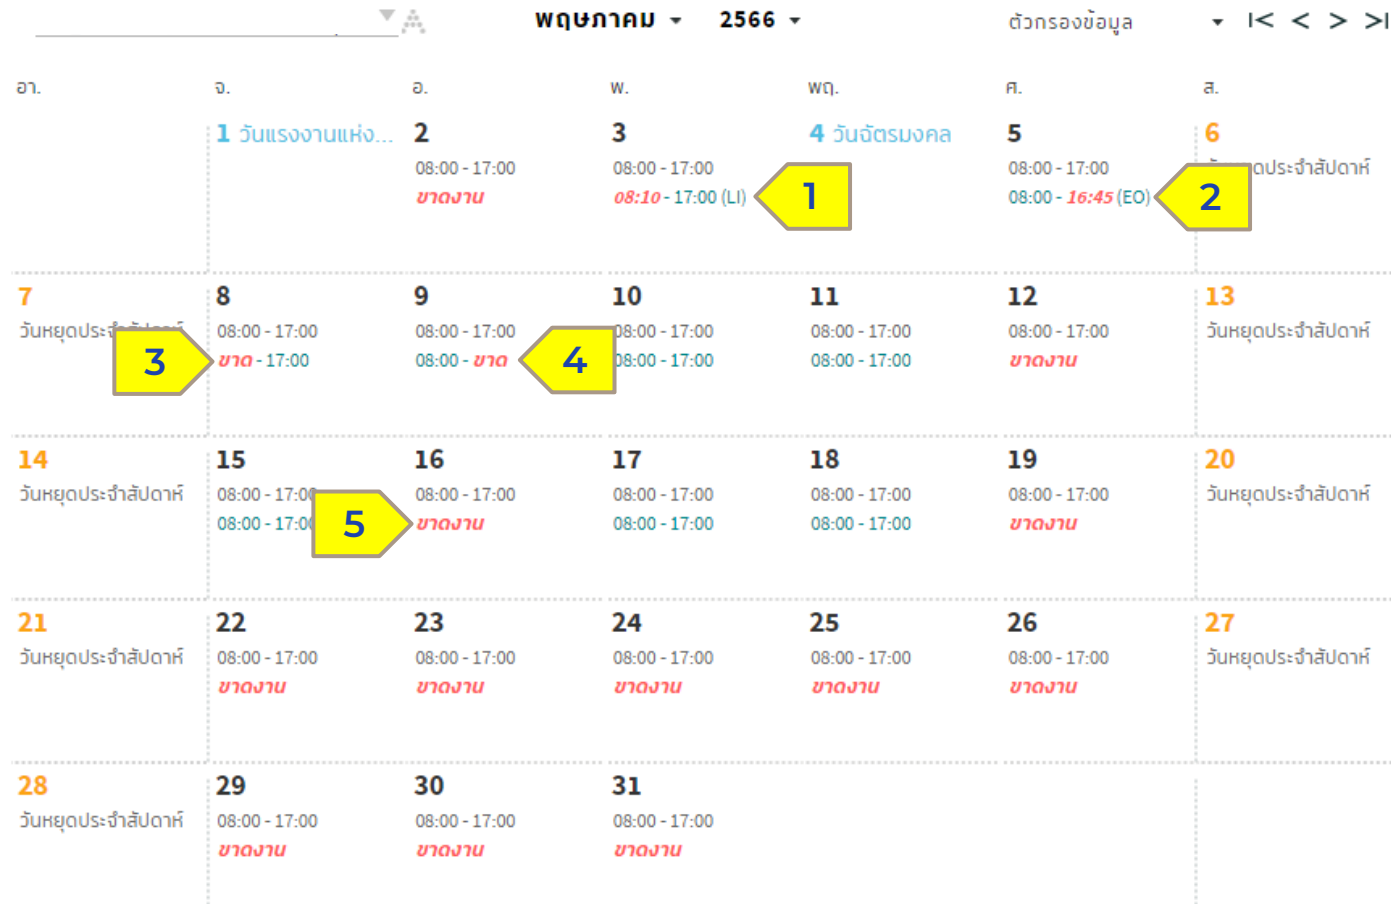 พฤษภาคม 2566 ตัวกรองข้อมูล
อา. จ. อ. พ. พฤ. ศ. ส.
1 วันแรงงานแห่ง... 2 3 4 วันฉัตรมงคล 5 6
08:00 - 17:00 08:00 - 17:00 08:00 - 17:00
ขาดงาน 08:10 - 17:00 (LI) 1 08:00 - 16:45 (EO) 2
7 8 9 10 11 12 13
08:00 - 17:00 08:00 - 17:00 08:00 - 17:00 08:00 - 17:00 08:00 - 17:00 วันหยุดประจำสัปดาห์
3 ขาด - 17:00 08:00 - ขาด 4 08:00 - 17:00 08:00 - 17:00 ขาดงาน
14 15 16 17 18 19 20
วันหยุดประจำสัปดาห์ 08:00 - 17:00 08:00 - 17:00 08:00 - 17:00 08:00 - 17:00 08:00 - 17:00 วันหยุดประจำสัปดาห์
08:00 - 17:00 5 ขาดงาน 08:00 - 17:00 08:00 - 17:00 ขาดงาน
21 22 23 24 25 26 27
วันหยุดประจำสัปดาห์ 08:00 - 17:00 08:00 - 17:00 08:00 - 17:00 08:00 - 17:00 08:00 - 17:00 วันหยุดประจำสัปดาห์
ขาดงาน ขาดงาน ขาดงาน ขาดงาน ขาดงาน
28 29 30 31
วันหยุดประจำสัปดาห์ 08:00 - 17:00 08:00 - 17:00 08:00 - 17:00
ขาดงาน ขาดงาน ขาดงาน